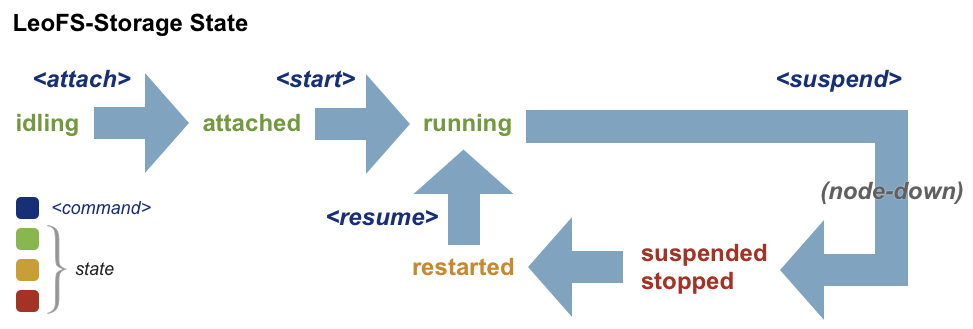 LeoFS-Storage State
<attach>
<start>
<suspend>
idling
attached
running
(node-down)
<command>
<resume>
state
restarted
suspended
stopped